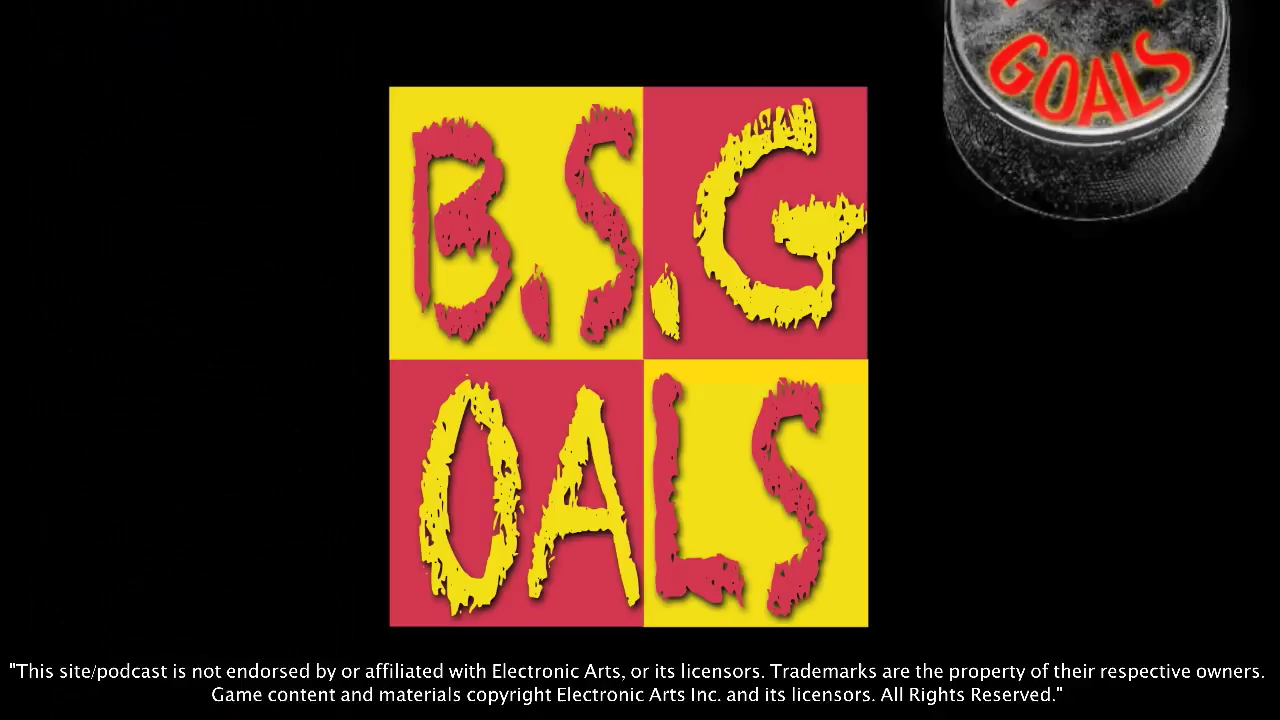 GOALS
B.S.G
OALS
"This site/podcast is not endorsed by or affiliated with Electronic Arts, or its licensors. Trademarks are the property of their respective owners.
Game content and materials copyright Electronic Arts Inc. and its licensors. All Rights Reserved."